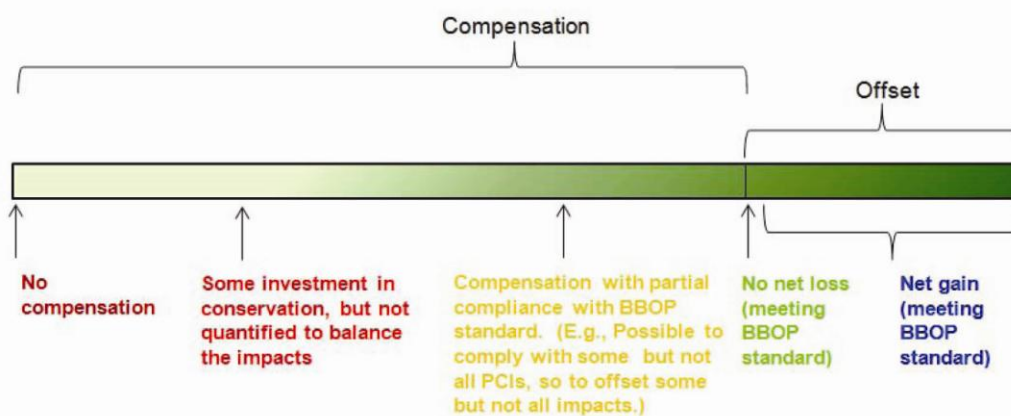 Compensation
Offset
No
compensation
Some investment in
conservation, but not
quantified to balance
the impacts
Compensation with partial
compliance with BBOP
standard. (E.g., Possible to
comply with some but not
all PCIs, so to offset some
but not all impacts.)
No net loss
(meeting
BBOP
standard)
Net gain
(meeting
BBOP
standard)